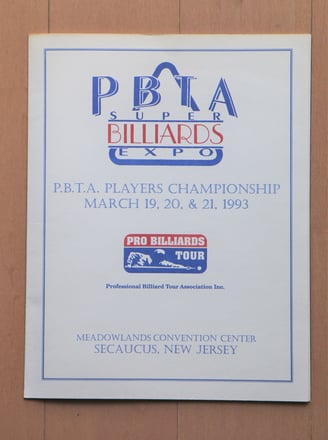 PBTA
SUPER
BILLIARDS
EXPO
P.B.T.A. PLAYERS CHAMPIONSHIP
MARCH 19, 20, & 21, 1993
PRO BILLIARDS
TOUR
Professional Billiard Tour Association Inc.
MEADOWLANDS CONVENTION CENTER
SECAUCUS, NEW JERSEY